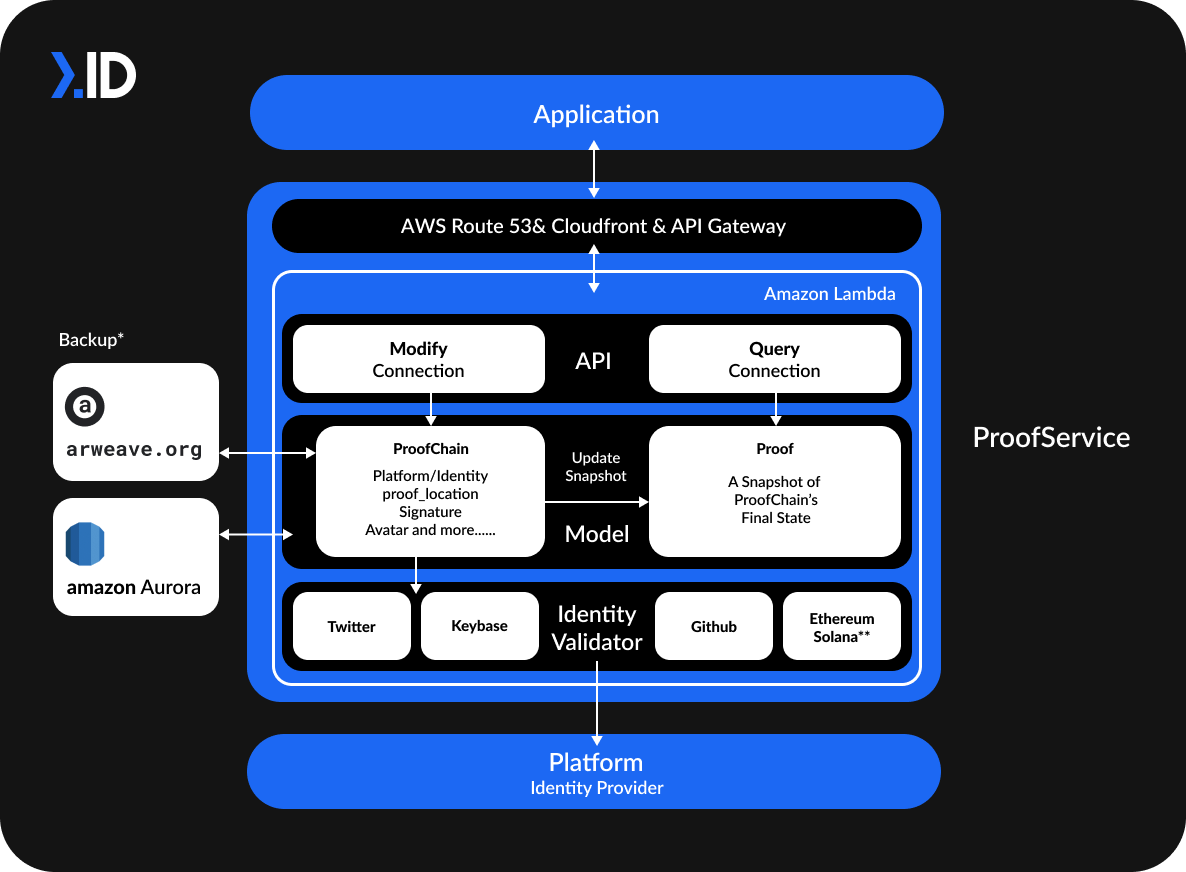 .ID
Application
AWS Route 53& Cloudfront & API Gateway
Amazon Lambda
Backup*
Modify
Connection
API
Query
Connection
a
arweave.org
ProofService
ProofChain
Platform/Identity
proof_location
Signature
Avatar and more......
Update
Snapshot
Model
Proof
A Snapshot of
ProofChain's
Final State
amazon Aurora
Twitter
Keybase
Identity
Validator
Github
Ethereum
Solana**
Platform
Identity Provider